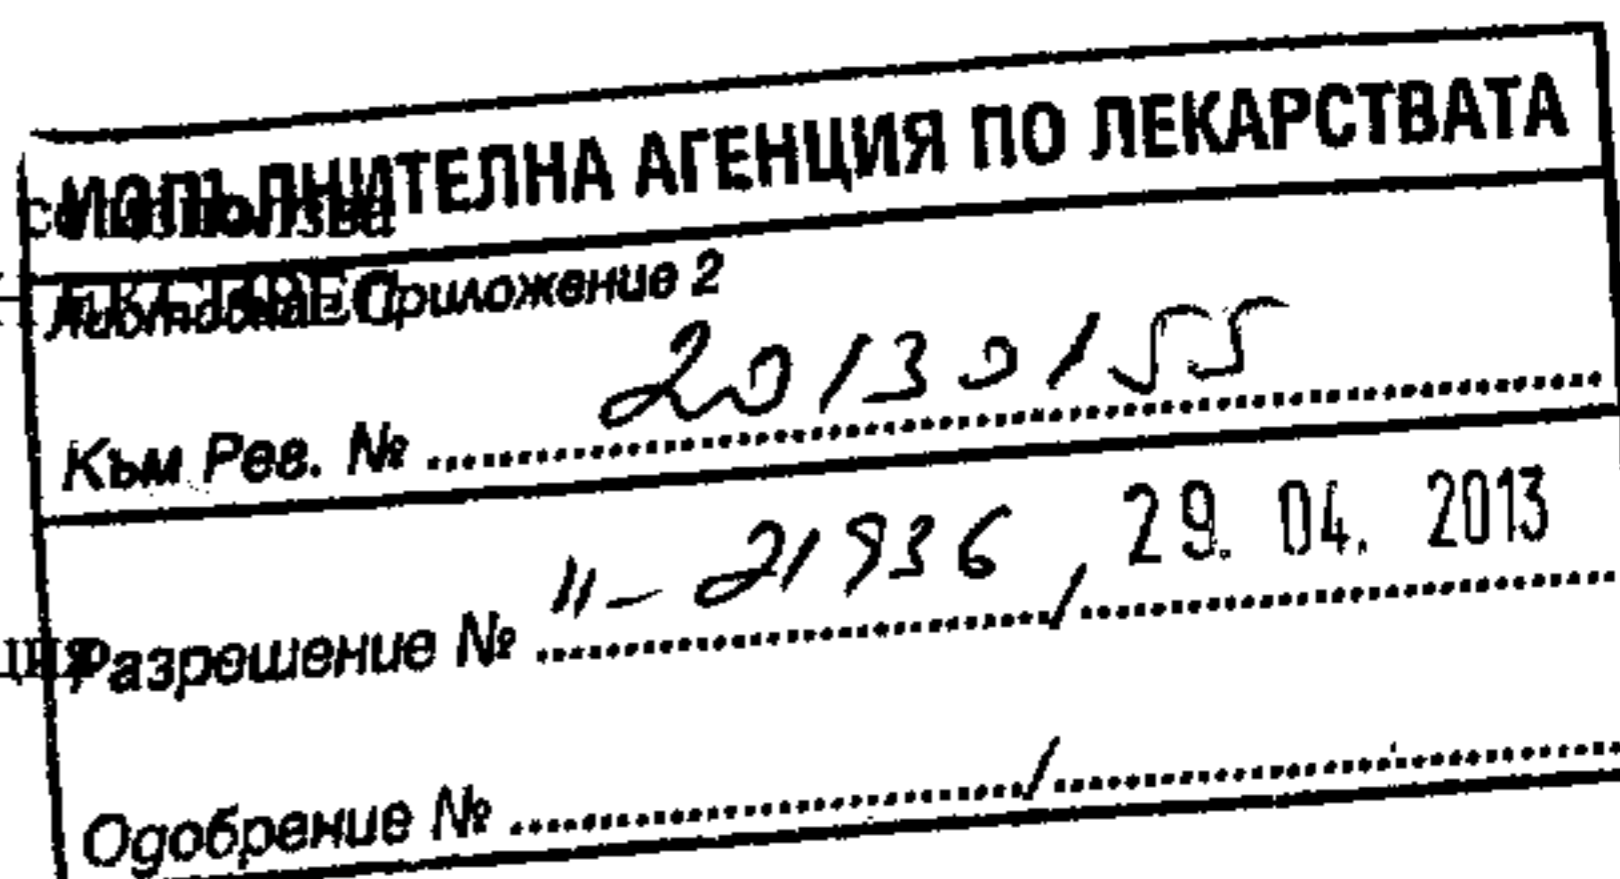 ИЗПЪЛНИТЕЛНА АГЕНЦИЯ ПО ЛЕКАРСТВАТА
Листовка - Приложение 2
Към Рег. № 20130155
Разрешение № 11-21936 / 29. 04. 2013
Одобрение № /